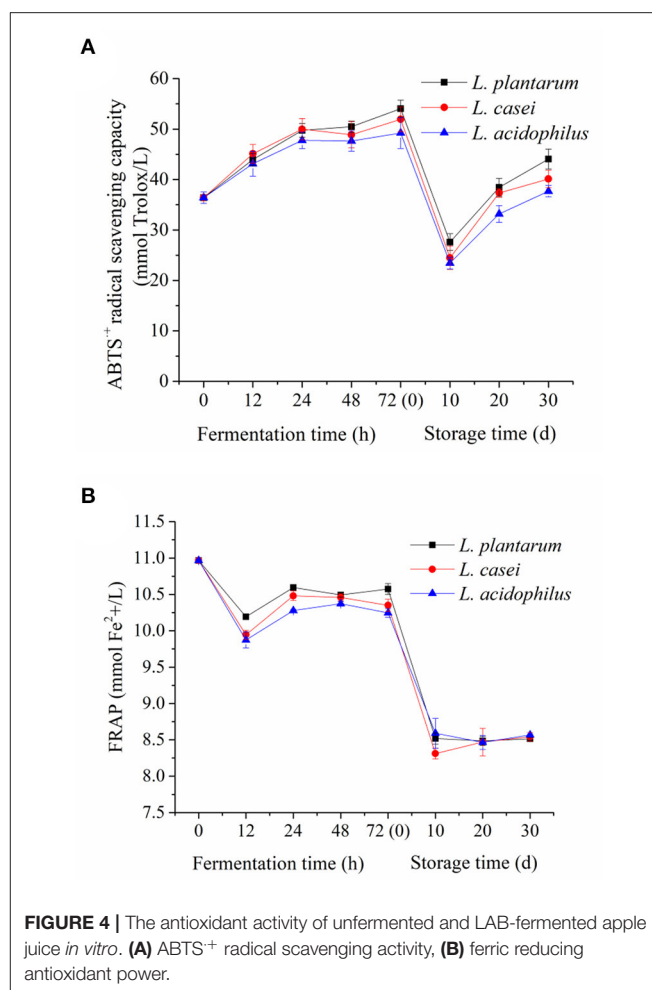 A
ABTS·+ radical scavenging capacity
(mmol Trolox/L)
60
50
40
30
20
10
0
L. plantarum
L. casei
L. acidophilus
0 12 24 48 72 (0) 10 20 30
Fermentation time (h) Storage time (d)
B
FRAP (mmol Fe2+/L)
11.5
11.0
10.5
10.0
9.5
9.0
8.5
8.0
7.5
L. plantarum
L. casei
L. acidophilus
0 12 24 48 72 (0) 10 20 30
Fermentation time (h) Storage time (d)
FIGURE 4 | The antioxidant activity of unfermented and LAB-fermented apple
juice in vitro. (A) ABTS·+ radical scavenging activity, (B) ferric reducing
antioxidant power.